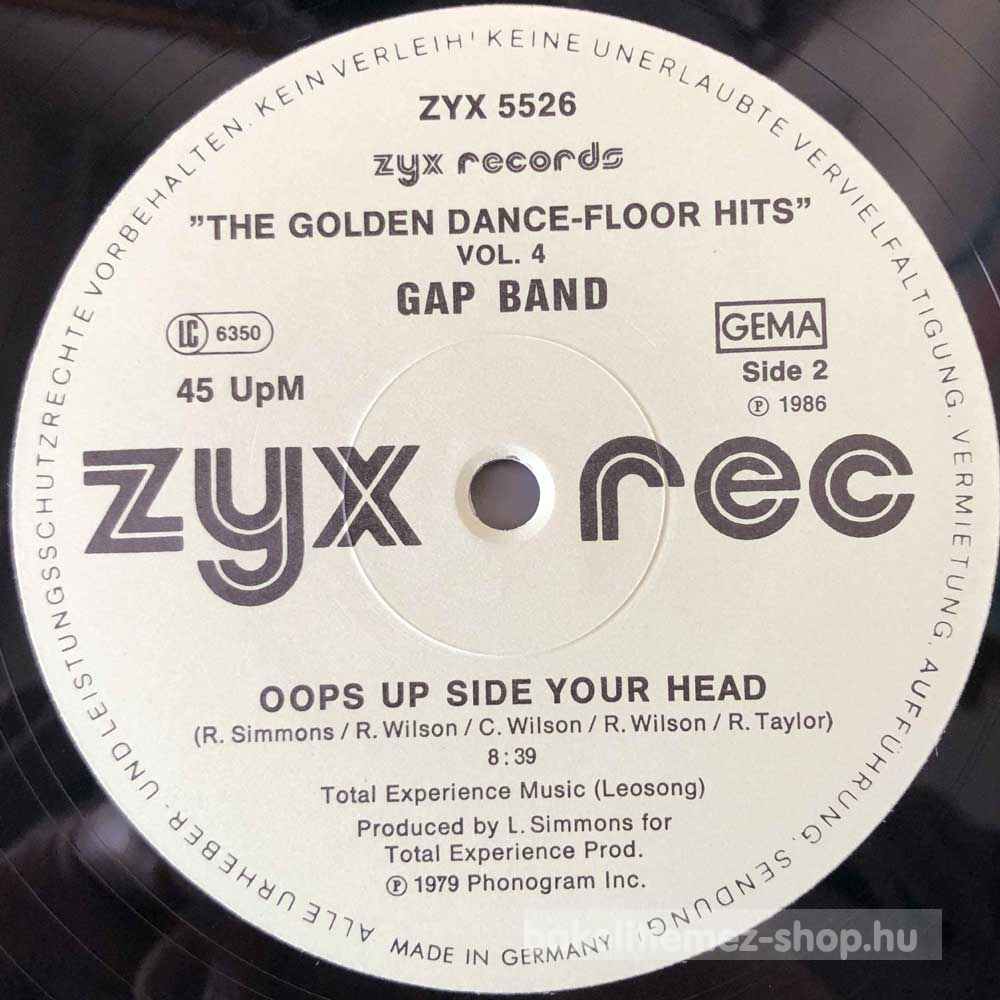 ALLE URHEBER- UND LEISTUNGSSCHUTZRECHTE VORBEHALTEN. KEIN VERLEIH! KEINE UNERLAUBTE VERVIELFÄLTIGUNG, VERMIETUNG, AUFFÜHRUNG, SENDUNG!
ZYX 5526
zyx records
"THE GOLDEN DANCE-FLOOR HITS"
VOL. 4
GAP BAND
LC 6350
GEMA
45 UpM
Side 2
℗ 1986
zyx rec
OOPS UP SIDE YOUR HEAD
(R. Simmons / R. Wilson / C. Wilson / R. Wilson / R. Taylor)
8:39
Total Experience Music (Leosong)
Produced by L. Simmons for
Total Experience Prod.
℗ 1979 Phonogram Inc.
MADE IN GERMANY
bakelitlemez-shop.hu